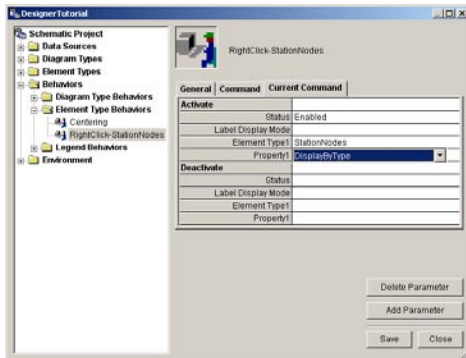 DesignerTutorial
Schematic Project
Data Sources
Diagram Types
Element Types
Behaviors
Diagram Type Behaviors
Element Type Behaviors
Centering
RightClick-StationNodes
Legend Behaviors
Environment
RightClick-StationNodes
General Command Current Command
Activate
Status Enabled
Label Display Mode
Element Type1 StationNodes
Property1 DisplayByType
Deactivate
Status
Label Display Mode
Element Type1
Property1
Delete Parameter
Add Parameter
Save Close